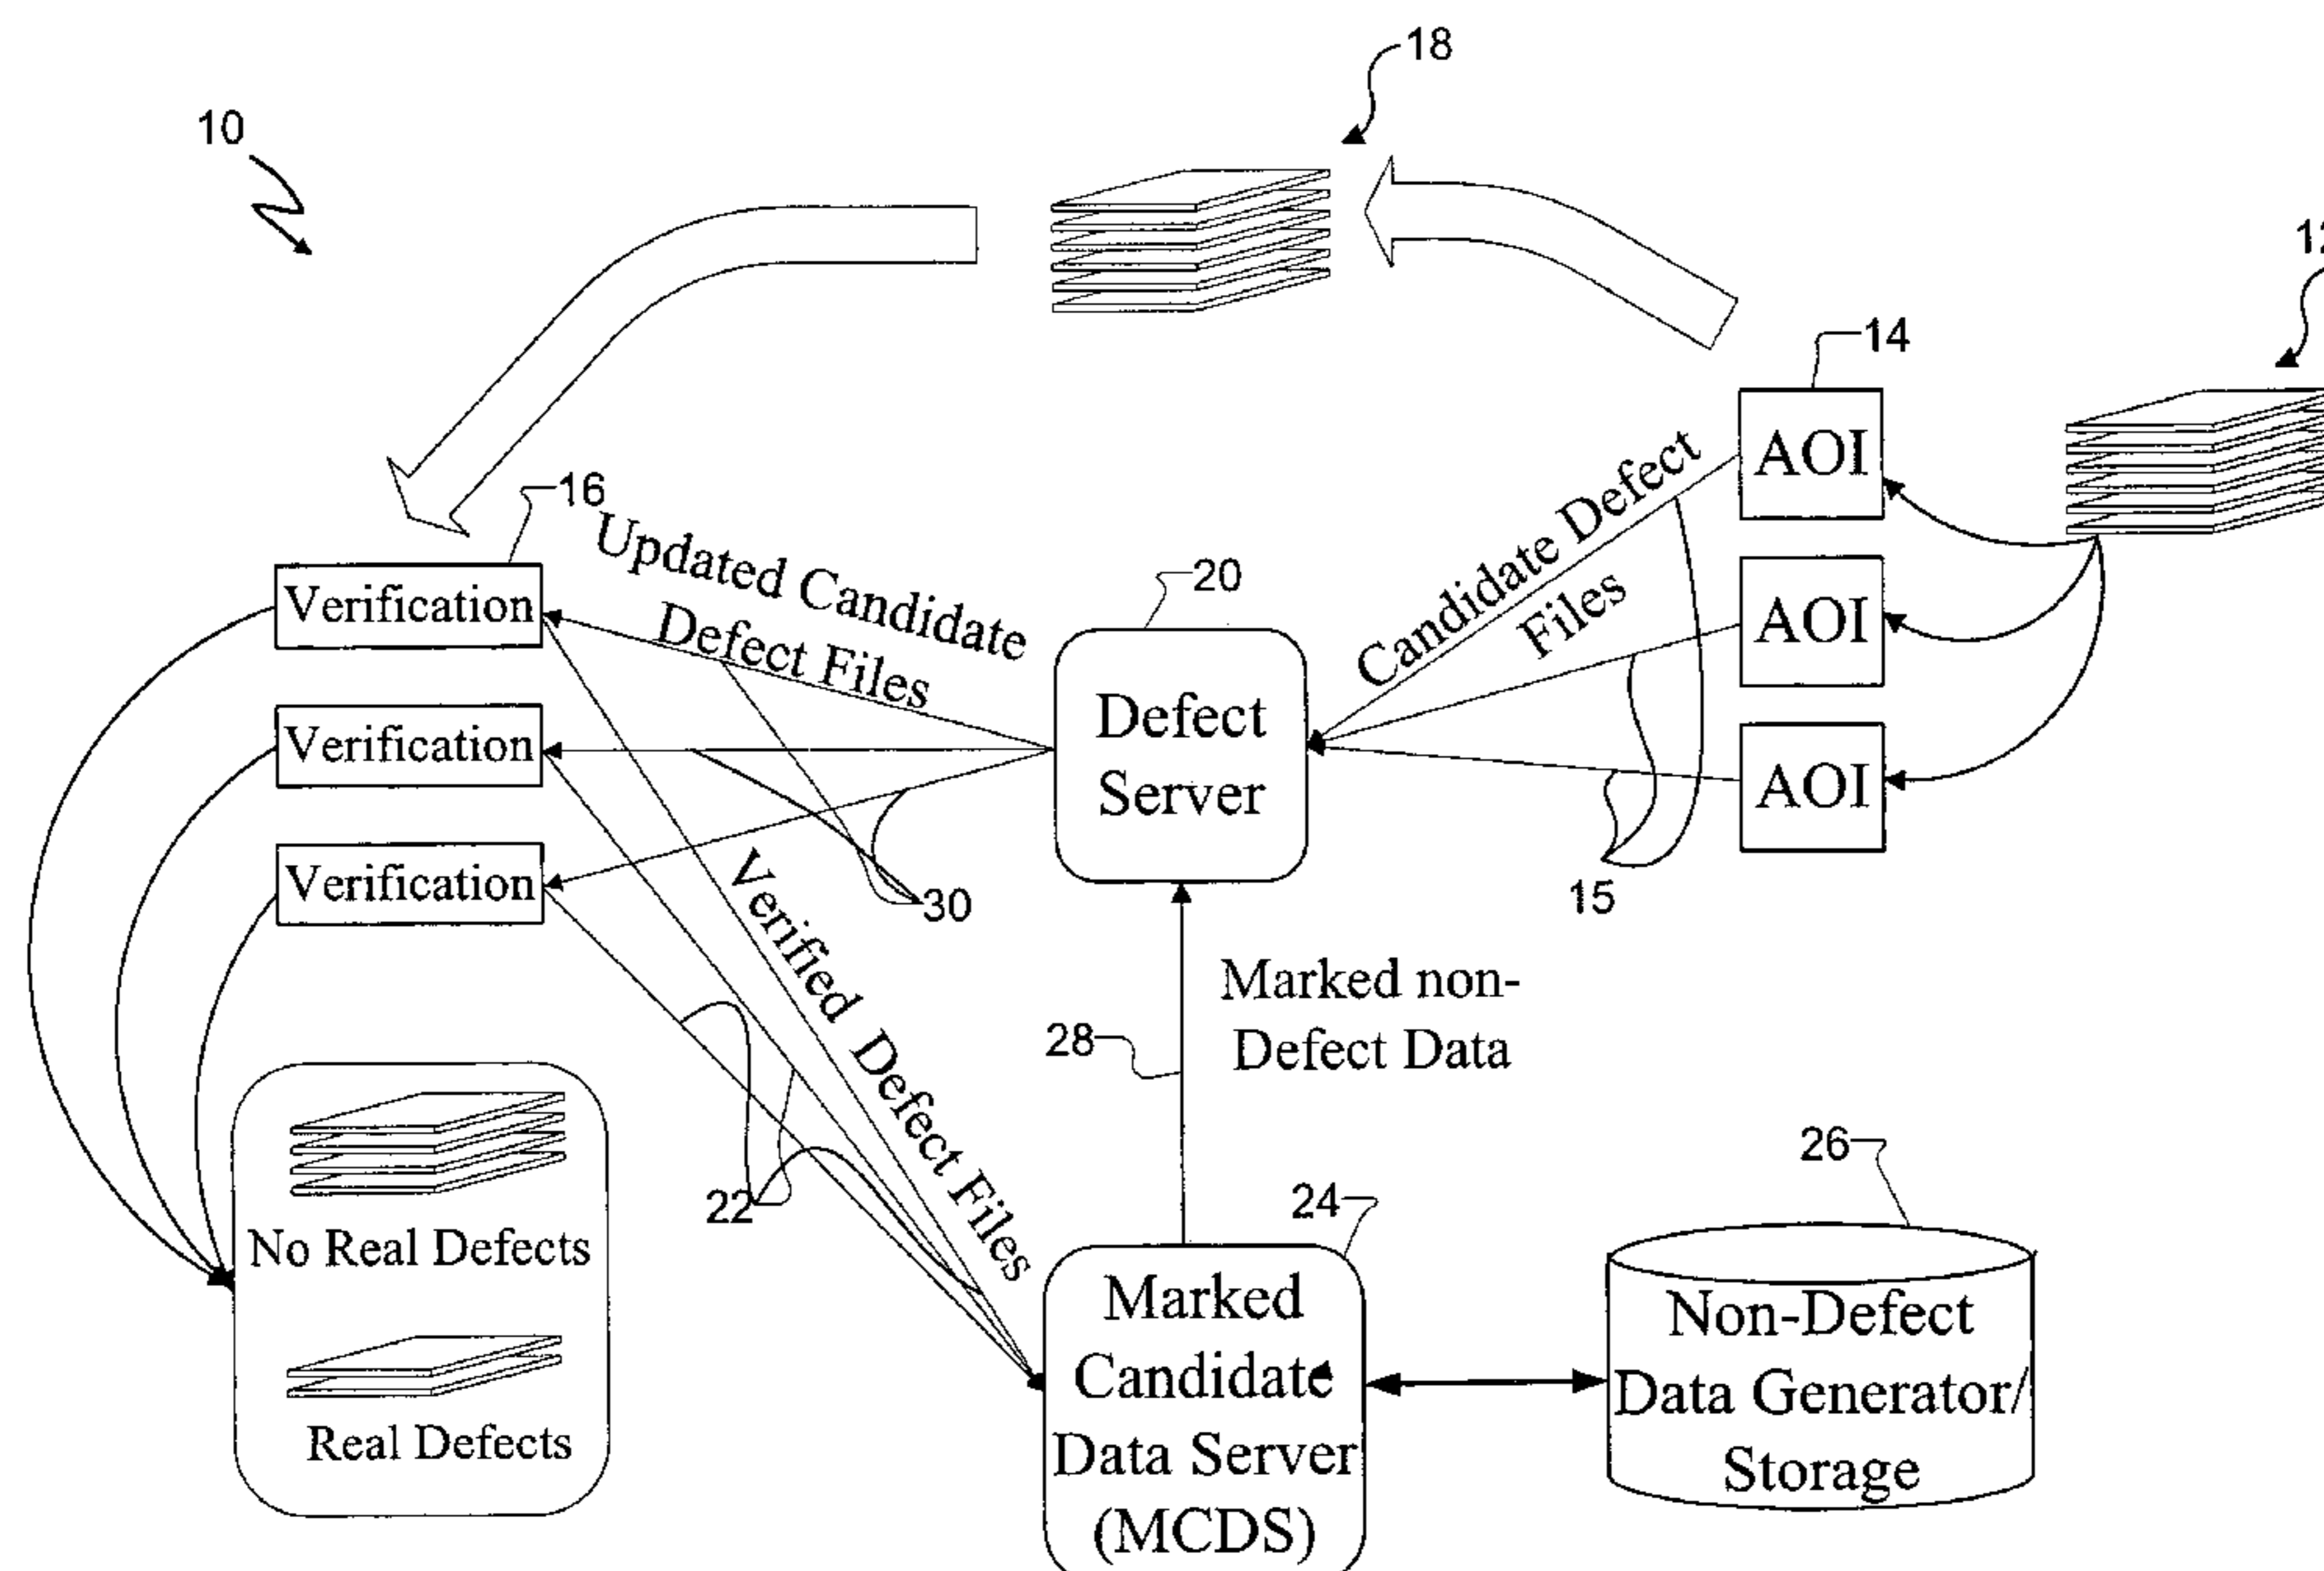 18
10
12
14
AOI
16
Updated Candidate
Defect Files
Candidate Defect
Files
20
Verification
AOI
Defect
Server
Verification
AOI
Verification
30
15
Verified Defect Files
Marked non-
Defect Data
28
22
24
26
No Real Defects
Real Defects
Marked
Candidate
Data Server
(MCDS)
Non-Defect
Data Generator/
Storage